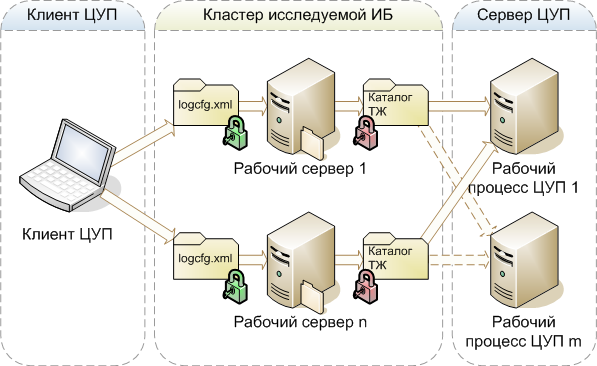 Клиент ЦУП
Кластер исследуемой ИБ
Сервер ЦУП
logcfg.xml
Каталог
ТЖ
Рабочий сервер 1
Рабочий
процесс ЦУП 1
Клиент ЦУП
logcfg.xml
Каталог
ТЖ
Рабочий сервер n
Рабочий
процесс ЦУП m